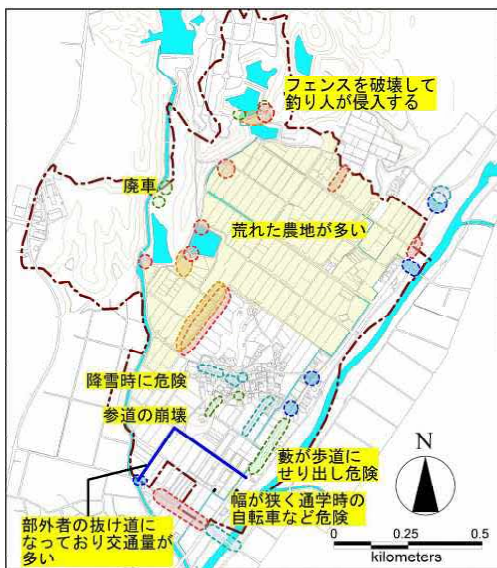 フェンスを破壊して
釣り人が侵入する
廃車
荒れた農地が多い
降雪時に危険
参道の崩壊
藪が歩道に
せり出し危険
幅が狭く通学時の
自転車など危険
部外者の抜け道に
なっており交通量が
多い
N
0 0.25 0.5
kilometers